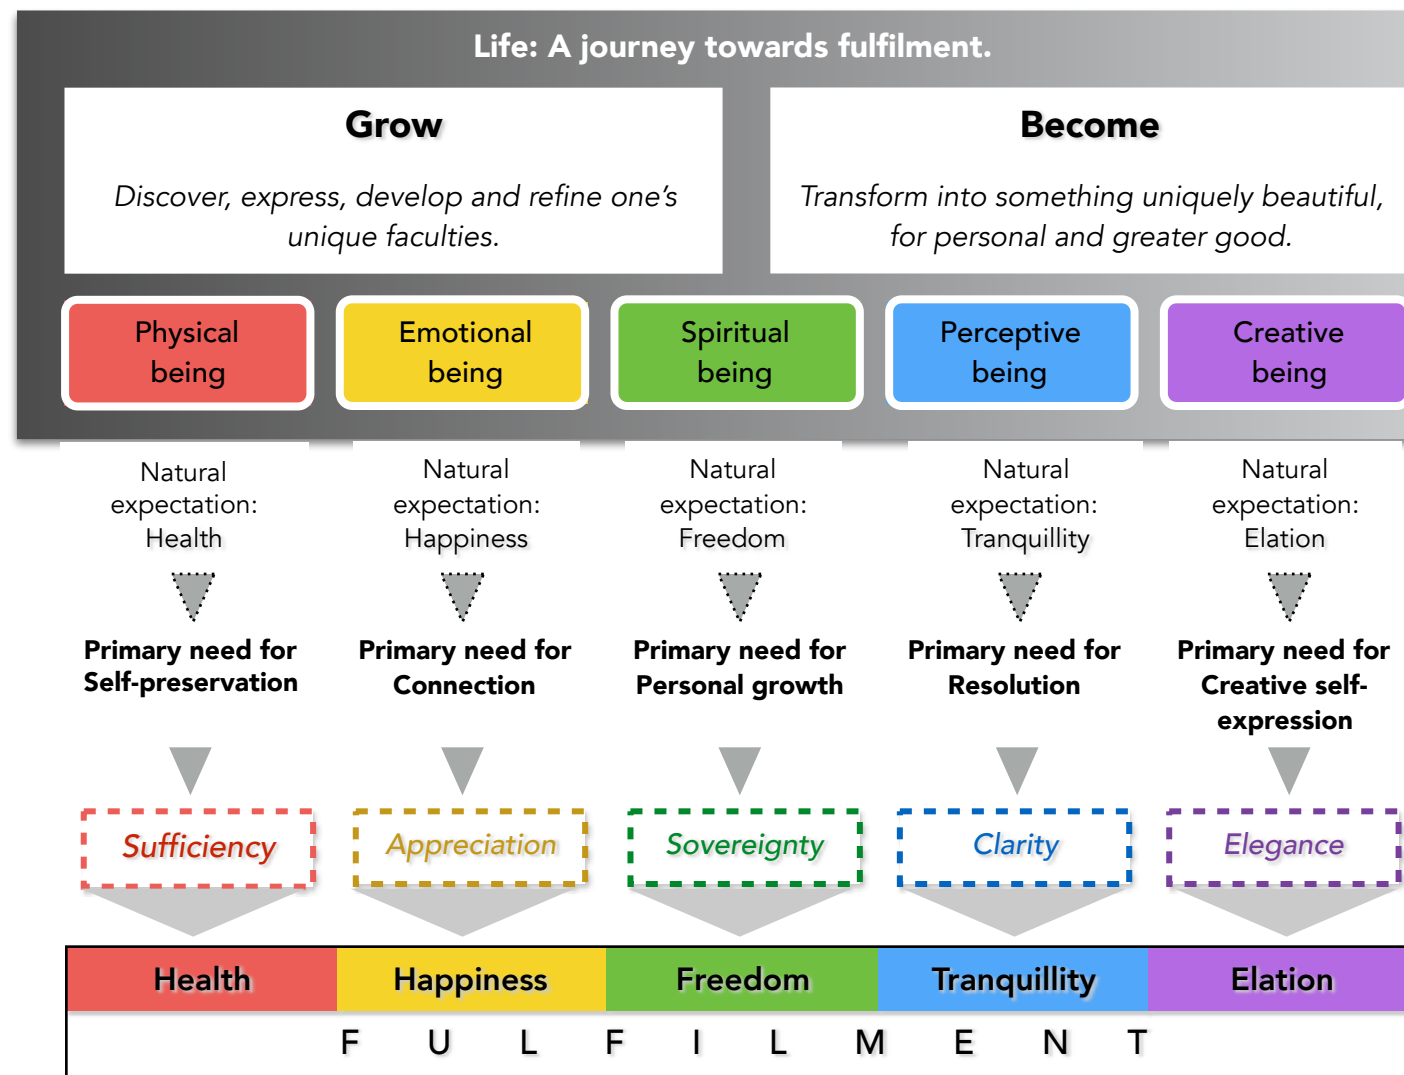 Life: A journey towards fulfilment.
Grow
Discover, express, develop and refine one’s
unique faculties.
Become
Transform into something uniquely beautiful,
for personal and greater good.
Physical
being
Emotional
being
Spiritual
being
Perceptive
being
Creative
being
Natural
expectation:
Health
Natural
expectation:
Happiness
Natural
expectation:
Freedom
Natural
expectation:
Tranquillity
Natural
expectation:
Elation
Primary need for
Self-preservation
Primary need for
Connection
Primary need for
Personal growth
Primary need for
Resolution
Primary need for
Creative self-
expression
Sufficiency
Appreciation
Sovereignty
Clarity
Elegance
Health
Happiness
Freedom
Tranquillity
Elation
F U L F I L M E N T